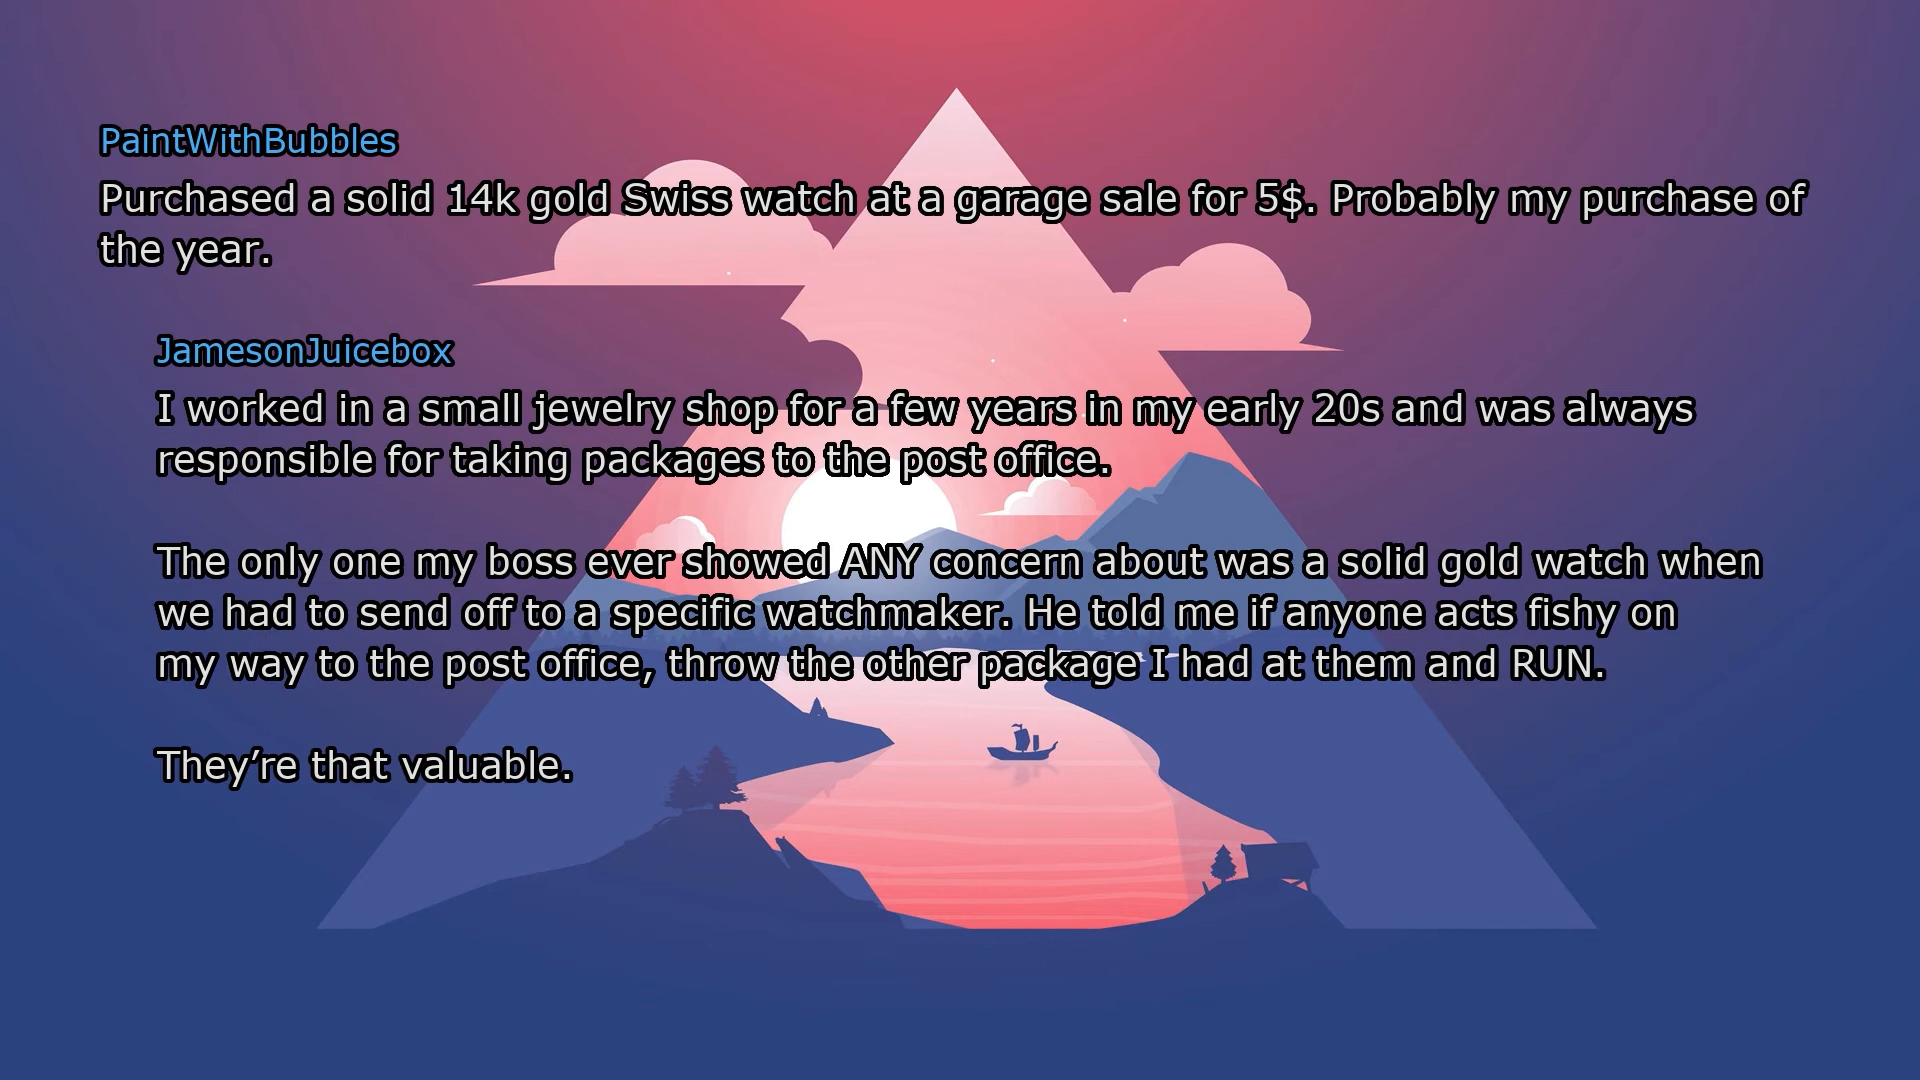 PaintWithBubbles
Purchased a solid 14k gold Swiss watch at a garage sale for 5$. Probably my purchase of
the year.
JamesonJuicebox
I worked in a small jewelry shop for a few years in my early 20s and was always
responsible for taking packages to the post office.
The only one my boss ever showed ANY concern about was a solid gold watch when
we had to send off to a specific watchmaker. He told me if anyone acts fishy on
my way to the post office, throw the other package I had at them and RUN.
They’re that valuable.